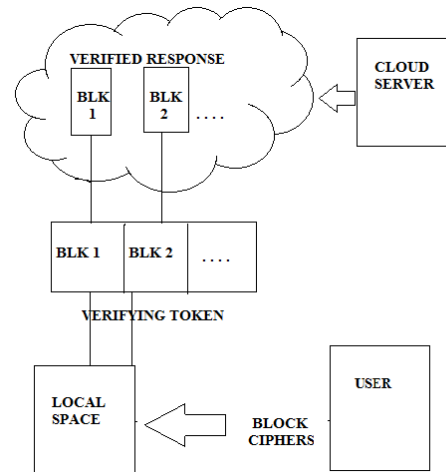 VERIFIED RESPONSE
BLK
1
BLK
2
. . . .
CLOUD
SERVER
BLK 1
BLK 2
. . . .
VERIFYING TOKEN
LOCAL
SPACE
BLOCK
CIPHERS
USER